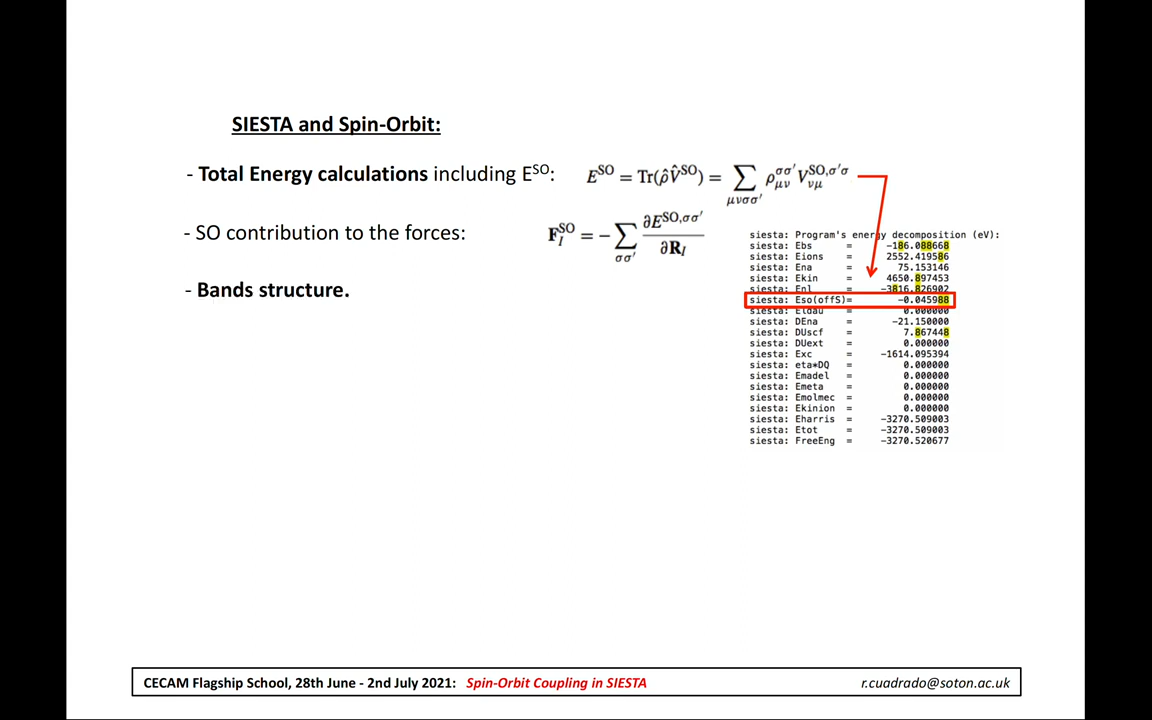 SIESTA and Spin-Orbit:
- Total Energy calculations including Eˢᴼ: Eˢᴼ = Tr(ρ̂V̂ˢᴼ) = ∑_{μνσσ′} ρ_{μν}^{σσ′} V_{νμ}^{SO,σ′σ}
- SO contribution to the forces: F_I^{SO} = −∑_{σσ′} ∂E^{SO,σσ′} / ∂R_I
- Bands structure.
siesta: Program's energy decomposition (eV):
siesta: Ebs = -186.088668
siesta: Eions = 2552.419586
siesta: Ena = 75.153146
siesta: Ekin = 4650.897453
siesta: Enl = -3816.826902
siesta: Eso(offS)= -0.045988
siesta: Eldau = 0.000000
siesta: DEna = -21.150000
siesta: DUscf = 7.867448
siesta: DUext = 0.000000
siesta: Exc = -1614.095394
siesta: eta*DQ = 0.000000
siesta: Emadel = 0.000000
siesta: Emeta = 0.000000
siesta: Emolmec = 0.000000
siesta: Ekinion = 0.000000
siesta: Eharris = -3270.509003
siesta: Etot = -3270.509003
siesta: FreeEng = -3270.520677
CECAM Flagship School, 28th June - 2nd July 2021: Spin-Orbit Coupling in SIESTA r.cuadrado@soton.ac.uk